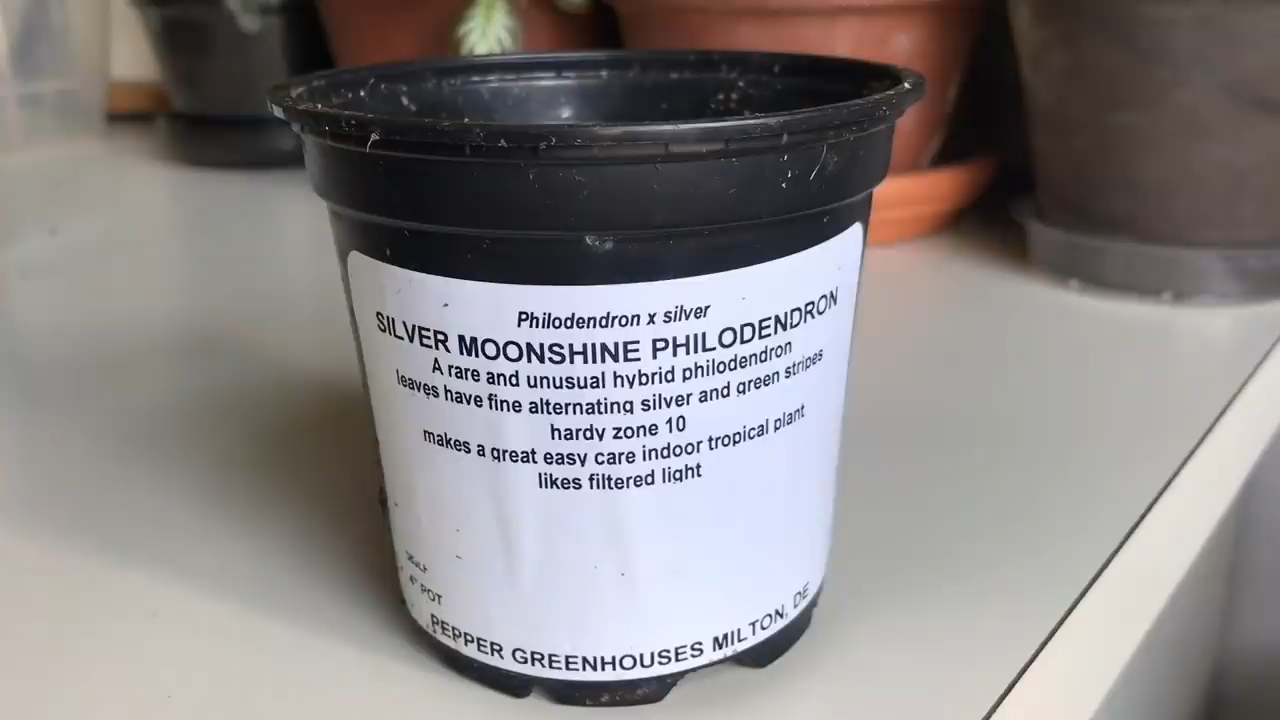 Philodendron x silver
SILVER MOONSHINE PHILODENDRON
A rare and unusual hybrid philodendron
leaves have fine alternating silver and green stripes
hardy zone 10
makes a great easy care indoor tropical plant
likes filtered light
4" POT
PEPPER GREENHOUSES MILTON, DE